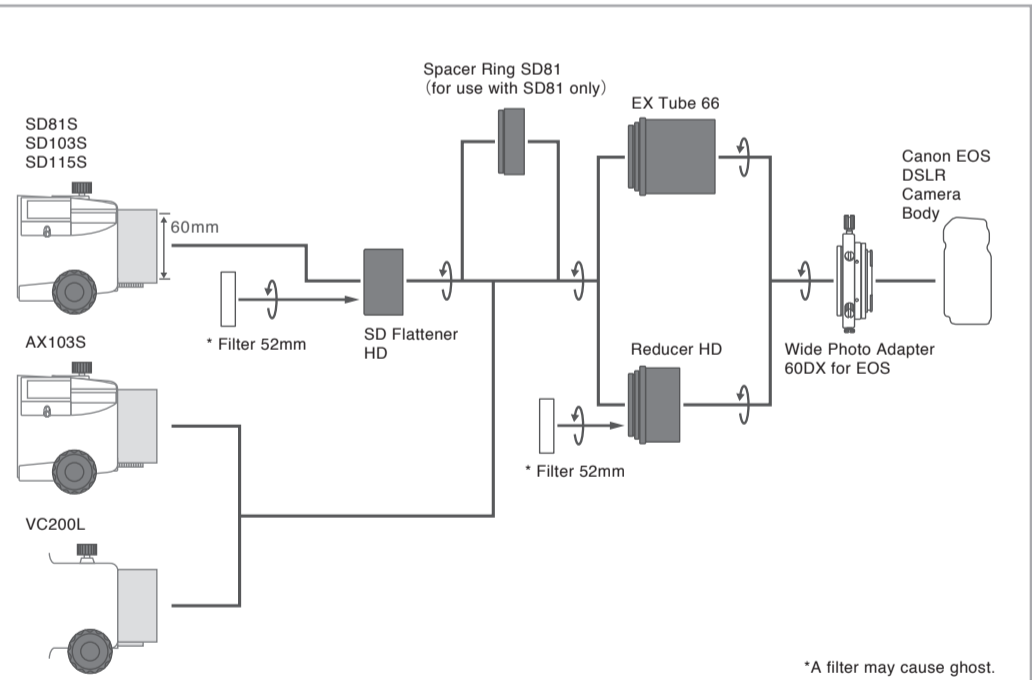 Spacer Ring SD81
(for use with SD81 only)
EX Tube 66
SD81S
SD103S
SD115S
Canon EOS
DSLR
Camera
Body
60mm
* Filter 52mm
SD Flattener
HD
AX103S
Reducer HD
Wide Photo Adapter
60DX for EOS
* Filter 52mm
VC200L
*A filter may cause ghost.